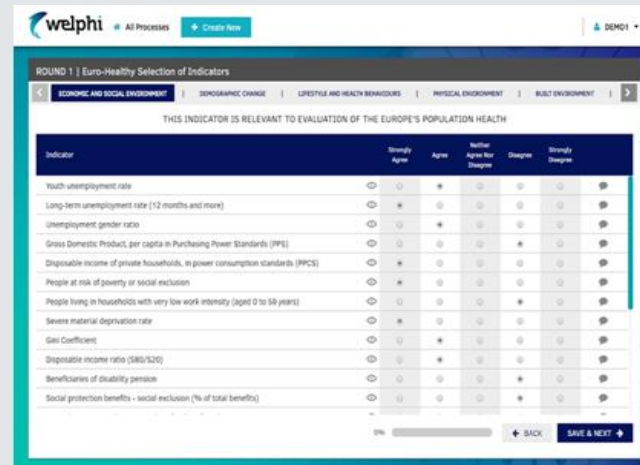 welphi All Processes + Create New DEMO1
ROUND 1 | Euro-Healthy Selection of Indicators
ECONOMIC AND SOCIAL ENVIRONMENT | DEMOGRAPHIC CHANGE | LIFESTYLE AND HEALTH BEHAVIOURS | PHYSICAL ENVIRONMENT | BUILT ENVIRONMENT |
THIS INDICATOR IS RELEVANT TO EVALUATION OF THE EUROPE'S POPULATION HEALTH
Indicator Strongly Agree Agree Neither Agree Nor Disagree Disagree Strongly Disagree
Youth unemployment rate
Long-term unemployment rate (12 months and more)
Unemployment gender ratio
Gross Domestic Product, per capita in Purchasing Power Standards (PPS)
Disposable income of private households, in power consumption standards (PPCS)
People at risk of poverty or social exclusion
People living in households with very low work intensity (aged 0 to 59 years)
Severe material deprivation rate
Gini Coefficient
Disposable income ratio (S80/S20)
Beneficiaries of disability pension
Social protection benefits - social exclusion (% of total benefits)
0% BACK SAVE & NEXT